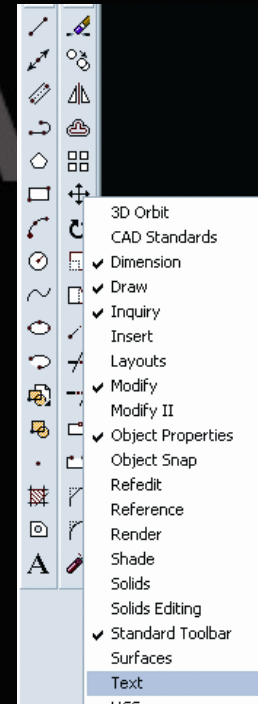 3D Orbit
CAD Standards
Dimension
Draw
Inquiry
Insert
Layouts
Modify
Modify II
Object Properties
Object Snap
Refedit
Reference
Render
Shade
Solids
Solids Editing
Standard Toolbar
Surfaces
Text
A